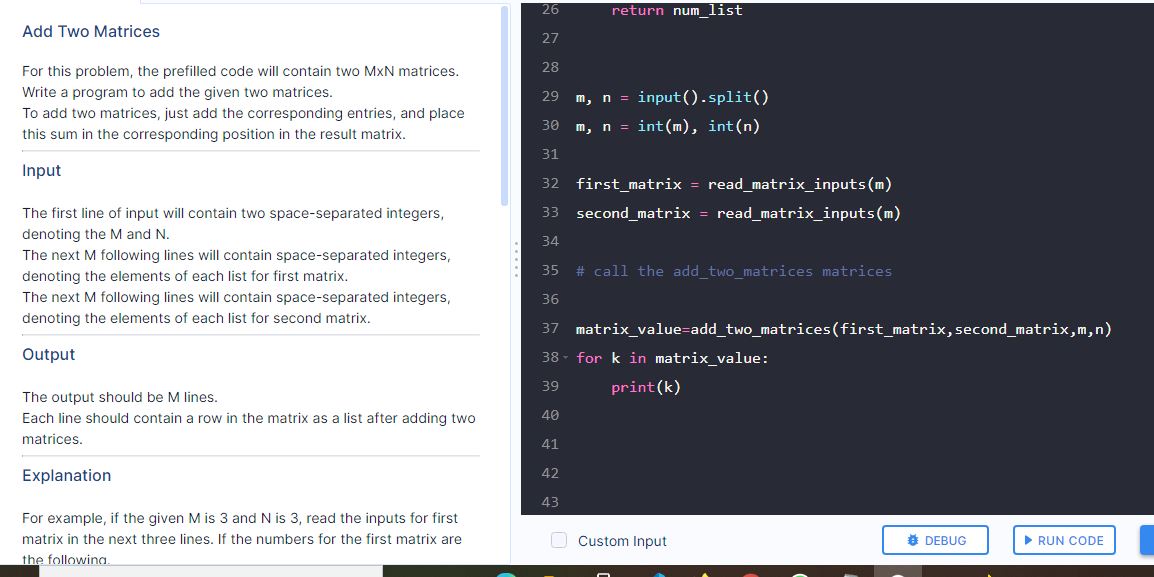 Add Two Matrices
For this problem, the prefilled code will contain two MxN matrices.
Write a program to add the given two matrices.
To add two matrices, just add the corresponding entries, and place
this sum in the corresponding position in the result matrix.
Input
The first line of input will contain two space-separated integers,
denoting the M and N.
The next M following lines will contain space-separated integers,
denoting the elements of each list for first matrix.
The next M following lines will contain space-separated integers,
denoting the elements of each list for second matrix.
Output
The output should be M lines.
Each line should contain a row in the matrix as a list after adding two
matrices.
Explanation
For example, if the given M is 3 and N is 3, read the inputs for first
matrix in the next three lines. If the numbers for the first matrix are
the following.
26 return num_list
27
28
29 m, n = input().split()
30 m, n = int(m), int(n)
31
32 first_matrix = read_matrix_inputs(m)
33 second_matrix = read_matrix_inputs(m)
34
35 # call the add_two_matrices matrices
36
37 matrix_value=add_two_matrices(first_matrix,second_matrix,m,n)
38 for k in matrix_value:
39 print(k)
40
41
42
43
Custom Input
DEBUG
RUN CODE